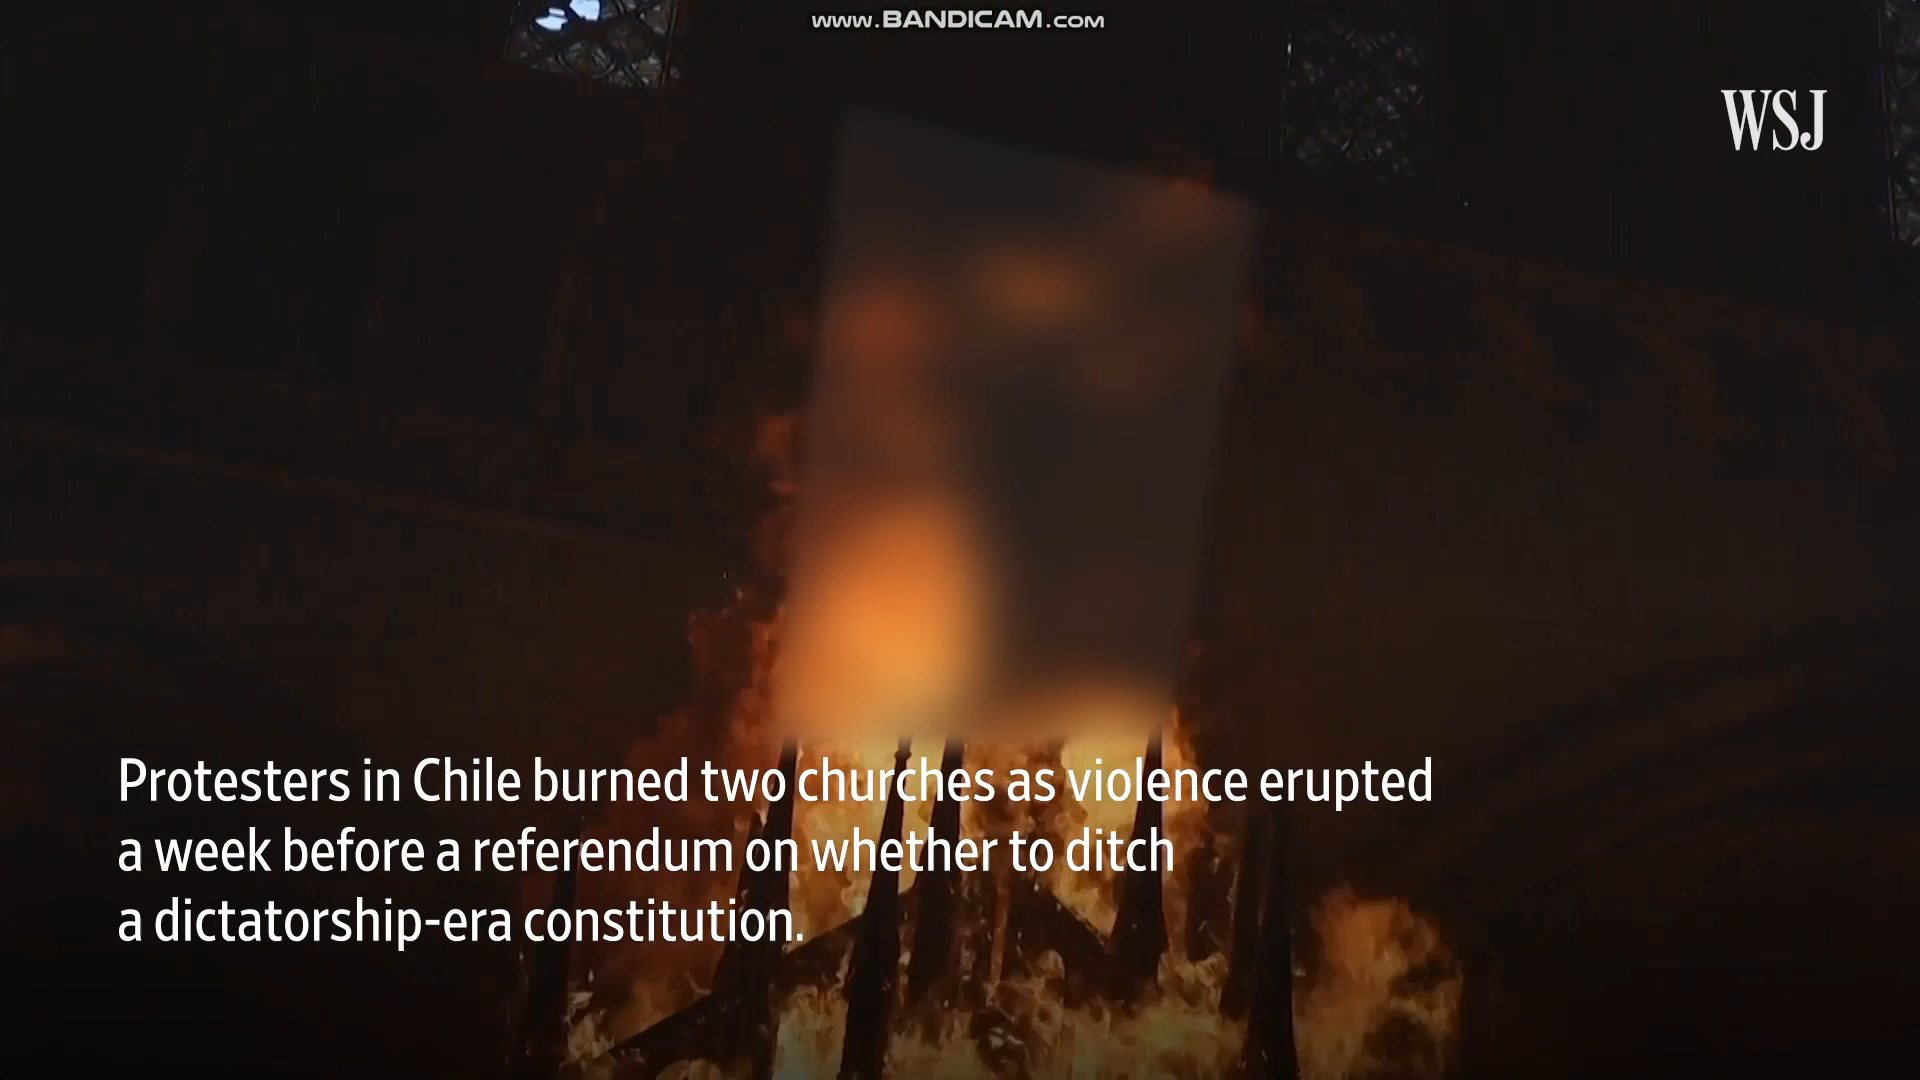 www.BANDICAM.com
WSJ
Protesters in Chile burned two churches as violence erupted
a week before a referendum on whether to ditch
a dictatorship-era constitution.